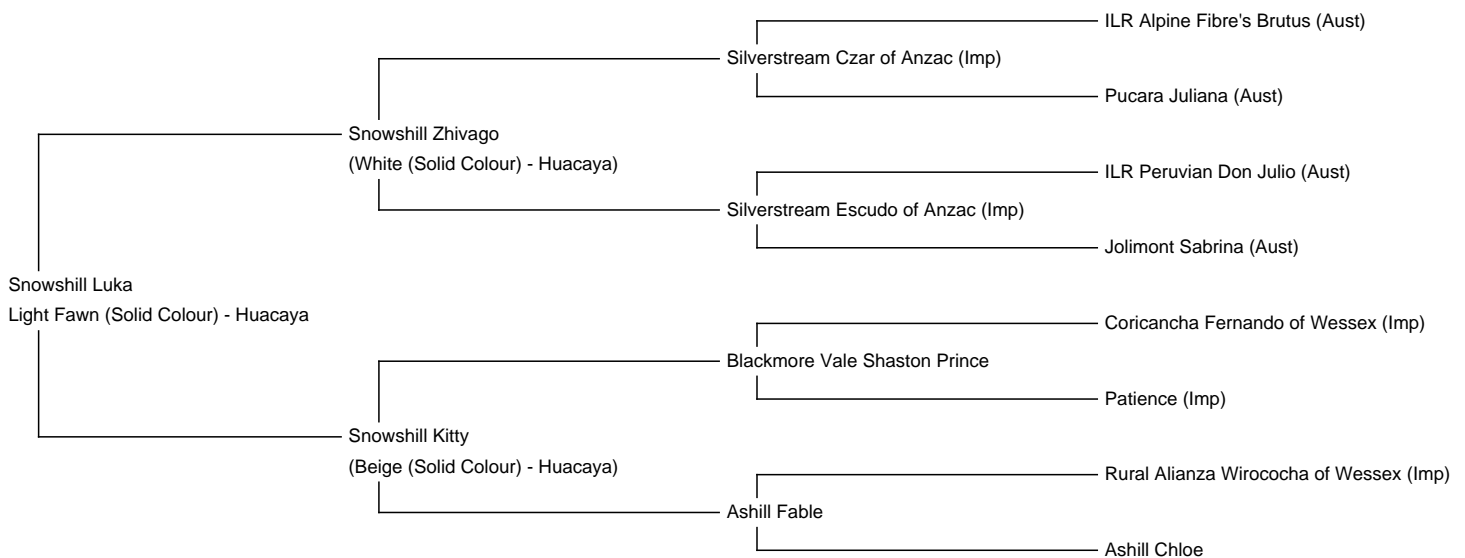 ILR Alpine Fibre's Brutus (Aust)
Silverstream Czar of Anzac (Imp)
Pucara Juliana (Aust)
Snowshill Zhivago
(White (Solid Colour) - Huacaya)
ILR Peruvian Don Julio (Aust)
Silverstream Escudo of Anzac (Imp)
Jolimont Sabrina (Aust)
Snowshill Luka
Light Fawn (Solid Colour) - Huacaya
Coricancha Fernando of Wessex (Imp)
Blackmore Vale Shaston Prince
Patience (Imp)
Snowshill Kitty
(Beige (Solid Colour) - Huacaya)
Rural Alianza Wirococha of Wessex (Imp)
Ashill Fable
Ashill Chloe